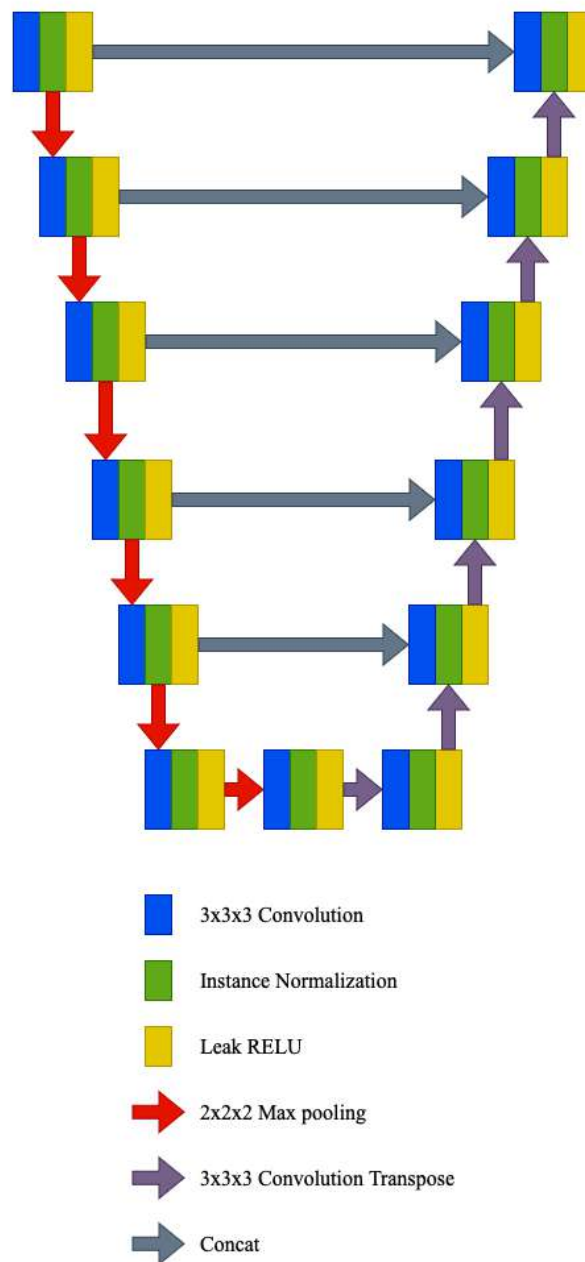 3x3x3 Convolution
Instance Normalization
Leak RELU
2x2x2 Max pooling
3x3x3 Convolution Transpose
Concat